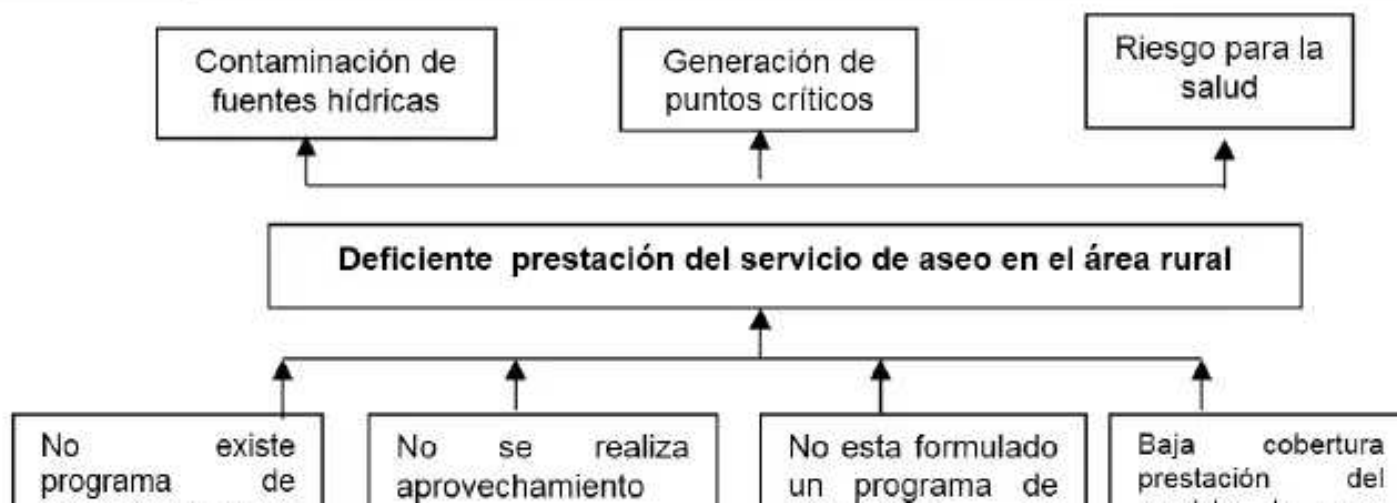 Contaminación de
fuentes hídricas
Generación de
puntos críticos
Riesgo para la
salud
Deficiente prestación del servicio de aseo en el área rural
No existe
programa de
No se realiza
aprovechamiento
No esta formulado
un programa de
Baja cobertura
prestación del